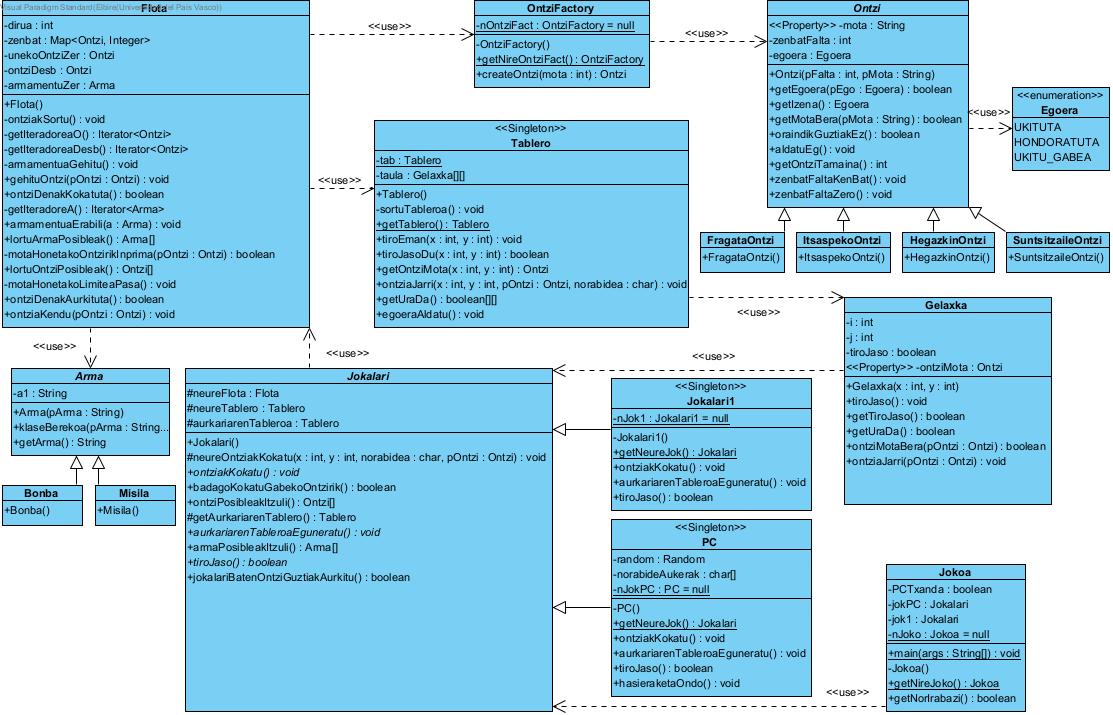 Visual Paradigm Standard(Eibire(Universidad del Pais Vasco))
Flota
-dirua : int
-zenbat : Map<Ontzi, Integer>
-unekoOntziZer : Ontzi
-ontziDesb : Ontzi
-armamentuZer : Arma
+Flota()
-ontziakSortu() : void
-getIteradoreaO() : Iterator<Ontzi>
-getIteradoreaDesb() : Iterator<Ontzi>
-armamentuaGehitu() : void
+gehituOntzi(pOntzi : Ontzi) : void
+ontziDenakKokatuta() : boolean
-getIteradoreA() : Iterator<Arma>
+armamentuaErabili(a : Arma) : void
+lortuArmaPosibleak() : Arma[]
-motaHonetakoOntzirikInprima(pOntzi : Ontzi) : boolean
+lortuOntziPosibleak() : Ontzi[]
-motaHonetakoLimiteaPasa() : void
+ontziDenakAurkituta() : boolean
+ontziaKendu(pOntzi : Ontzi) : void
<<use>>
OntziFactory
-nOntziFact : OntziFactory = null
-OntziFactory()
+getNireOntziFact() : OntziFactory
+createOntzi(mota : int) : Ontzi
<<use>>
Ontzi
<<Property>> -mota : String
-zenbatFalta : int
-egoera : Egoera
+Ontzi(pFalta : int, pMota : String)
+getEgoera(pEgo : Egoera) : boolean
+getIzena() : Egoera
+getMotaBera(pMota : String) : boolean
+oraindikGuztiakEz() : boolean
+aldatuEg() : void
+getOntziTamaina() : int
+zenbatFaltaKenBat() : void
+zenbatFaltaZero() : void
<<use>>
<<enumeration>>
Egoera
UKITUTA
HONDORATUTA
UKITU_GABEA
<<use>>
<<Singleton>>
Tablero
-tab : Tablero
-taula : Gelaxka[][]
+Tablero()
-sortuTableroa() : void
+getTablero() : Tablero
+tiroEman(x : int, y : int) : void
+tiroJasoDu(x : int, y : int) : boolean
+getOntziMota(x : int, y : int) : Ontzi
+ontziaJarri(x : int, y : int, pOntzi : Ontzi, norabidea : char) : void
+getUraDa() : boolean[][]
+egoeraAldatu() : void
FragataOntzi
+FragataOntzi()
ItsaspekoOntzi
+ItsaspekoOntzi()
HegazkinOntzi
+HegazkinOntzi()
SuntsitzaileOntzi
+SuntsitzaileOntzi()
<<use>>
Gelaxka
-i : int
-j : int
-tiroJaso : boolean
<<Property>> -ontziMota : Ontzi
+Gelaxka(x : int, y : int)
+tiroJaso() : void
+getTiroJaso() : boolean
+getUraDa() : boolean
+ontziMotaBera(pOntzi : Ontzi) : boolean
+ontziaJarri(pOntzi : Ontzi) : void
<<use>>
<<use>>
<<use>>
Arma
-a1 : String
+Arma(pArma : String)
+klaseBerekoa(pArma : String...
+getArma() : String
Bonba
+Bonba()
Misila
+Misila()
Jokalari
#neureFlota : Flota
#neureTablero : Tablero
#aurkariarenTableroa : Tablero
+Jokalari()
#neureOntziakKokatu(x : int, y : int, norabidea : char, pOntzi : Ontzi) : void
+ontziakKokatu() : void
+badagoKokatuGabekoOntzirik() : boolean
+ontziPosibleakItzuli() : Ontzi[]
#getAurkariarenTablero() : Tablero
+aurkariarenTableroaEguneratu() : void
+armaPosibleakItzuli() : Arma[]
+tiroJaso() : boolean
+jokalariBatenOntziGuztiakAurkitu() : boolean
<<Singleton>>
Jokalari1
-nJok1 : Jokalari1 = null
-Jokalari1()
+getNeureJok() : Jokalari
+ontziakKokatu() : void
+aurkariarenTableroaEguneratu() : void
+tiroJaso() : boolean
<<Singleton>>
PC
-random : Random
-norabideAukerak : char[]
-nJokPC : PC = null
-PC()
+getNeureJok() : Jokalari
+ontziakKokatu() : void
+aurkariarenTableroaEguneratu() : void
+tiroJaso() : boolean
+hasieraketaOndo() : void
Jokoa
-PCTxanda : boolean
-jokPC : Jokalari
-jok1 : Jokalari
-nJoko : Jokoa = null
+main(args : String[]) : void
-Jokoa()
+getNireJoko() : Jokoa
+getNorIrabazi() : boolean
<<use>>